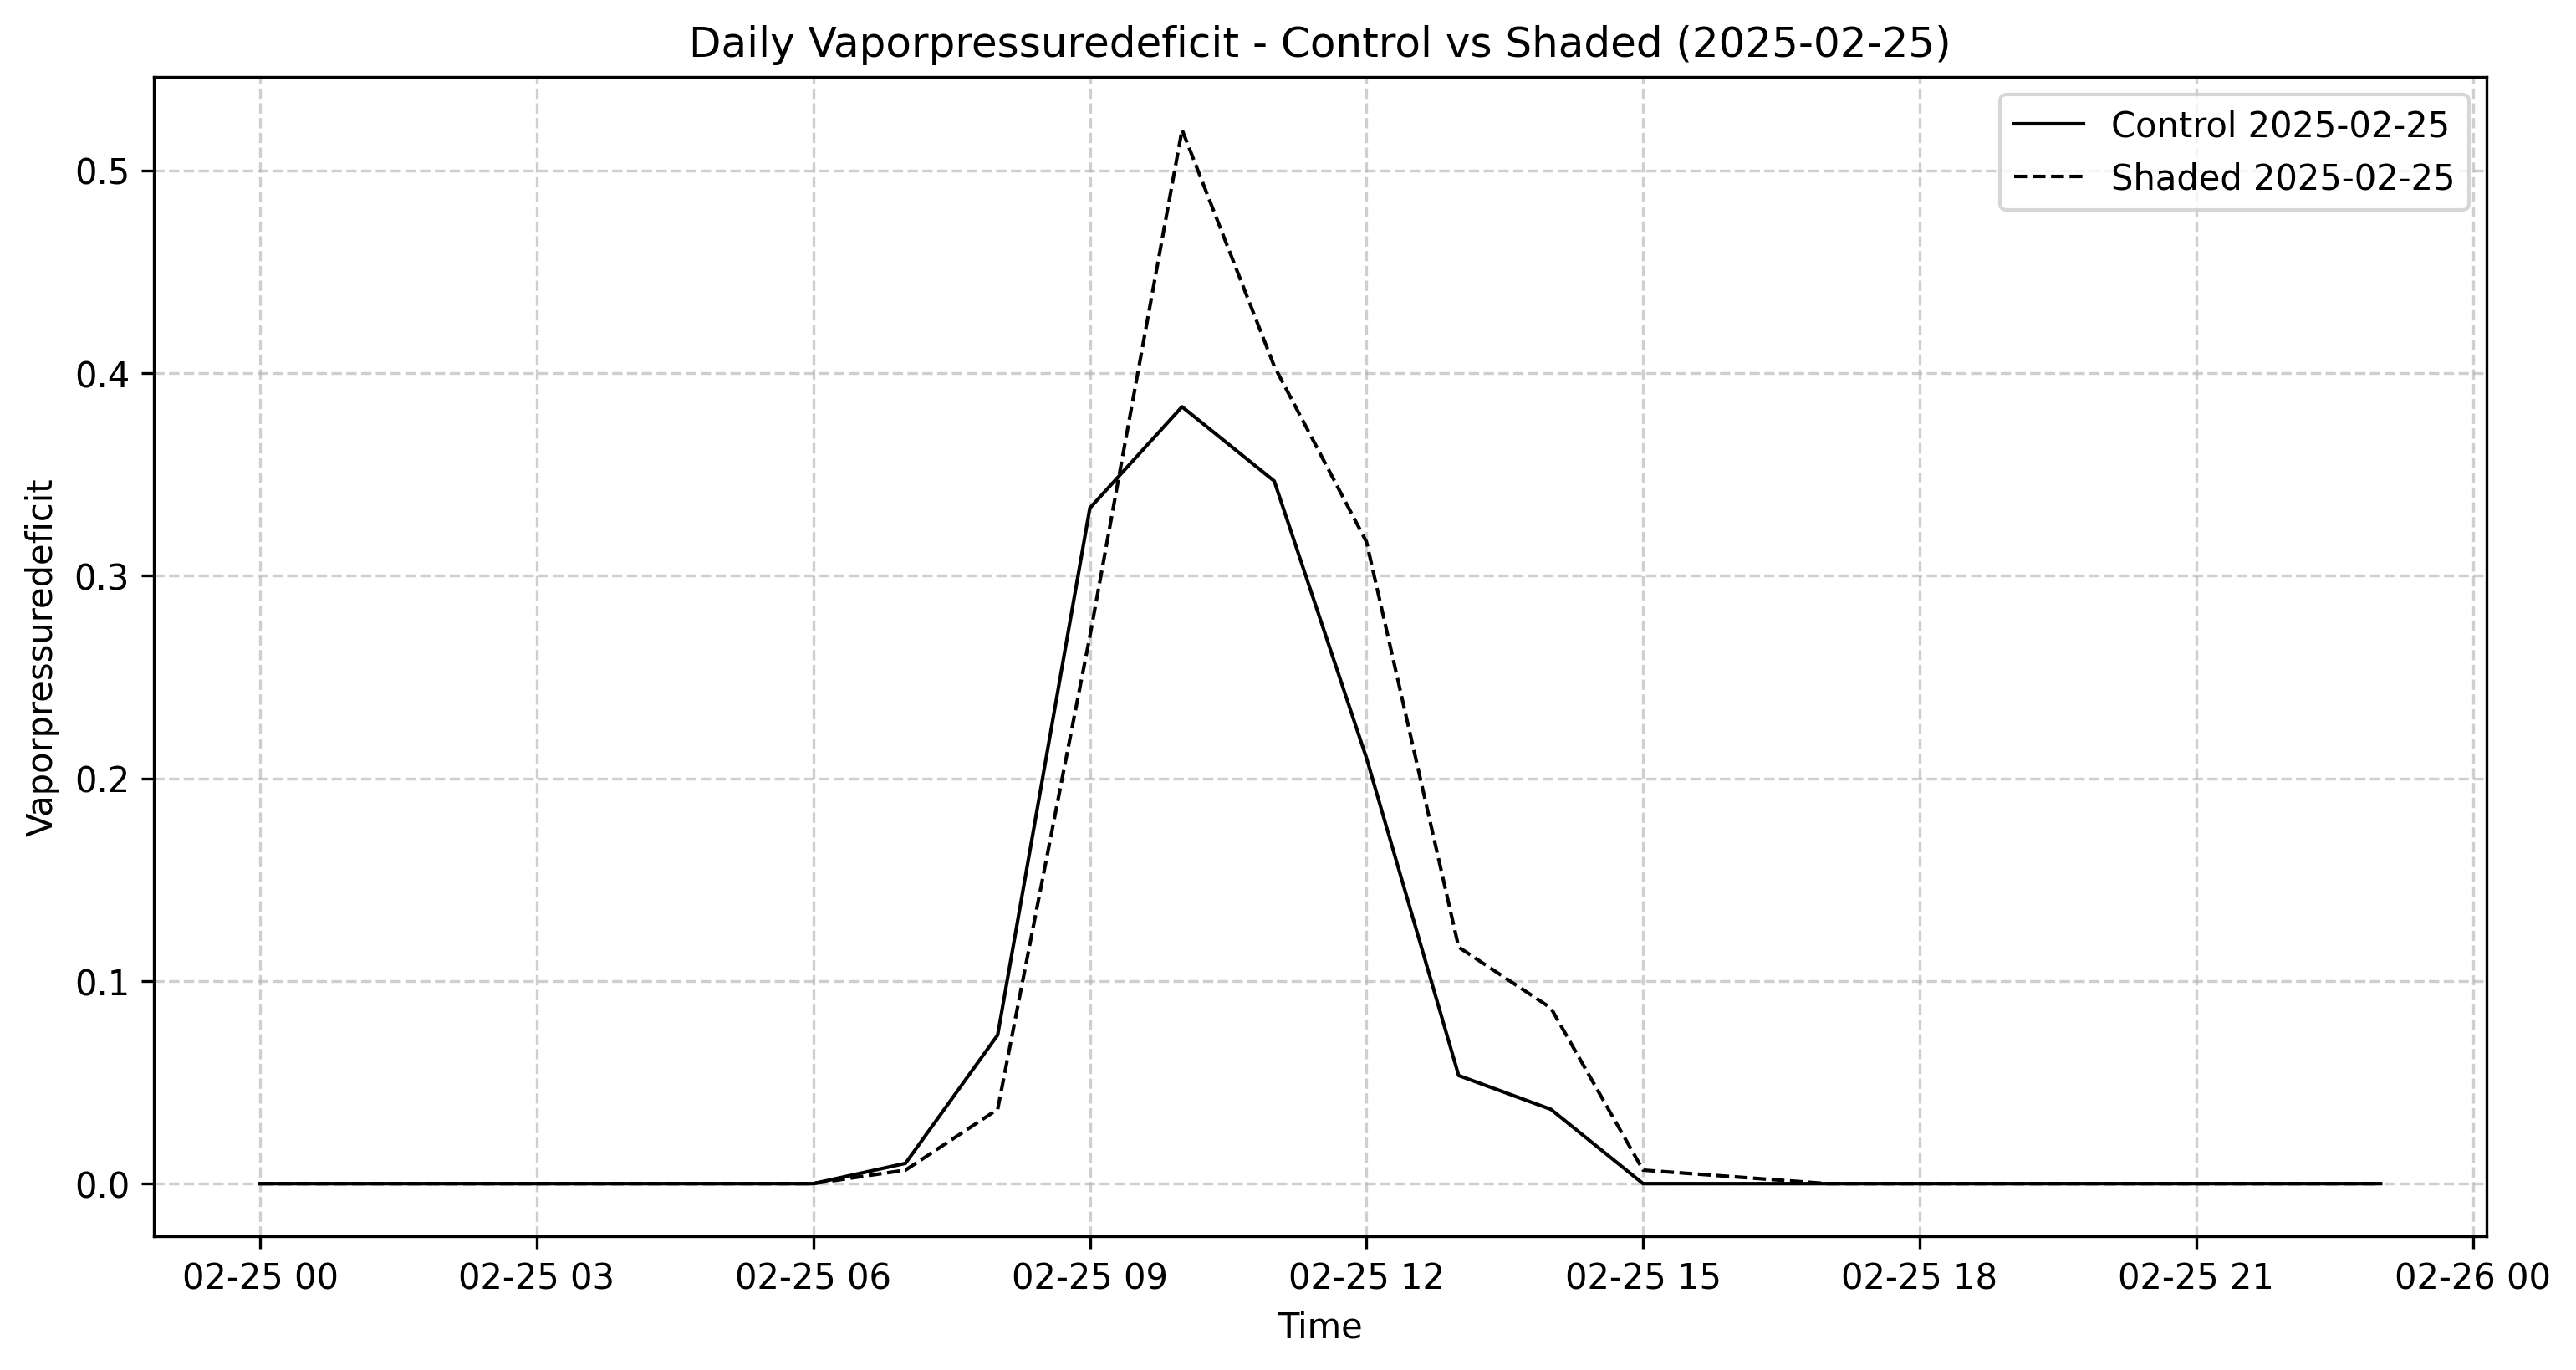 Daily Vaporpressuredeficit - Control vs Shaded (2025-02-25)
Control 2025-02-25
Shaded 2025-02-25
Vaporpressuredeficit
0.5
0.4
0.3
0.2
0.1
0.0
02-25 00 02-25 03 02-25 06 02-25 09 02-25 12 02-25 15 02-25 18 02-25 21 02-26 00
Time